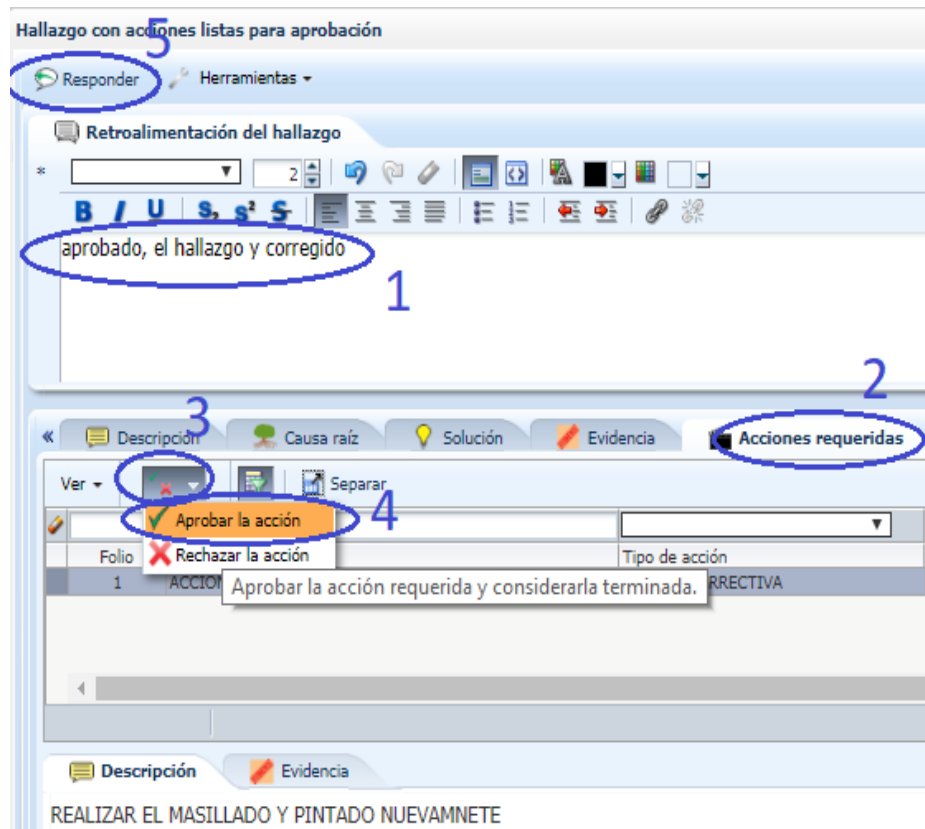 Hallazgo con acciones listas para aprobación
5
Responder Herramientas
Retroalimentación del hallazgo
* 2
B I U S, s² S
aprobado, el hallazgo y corregido
1
2
3
Descripción Causa raíz Solución Evidencia Acciones requeridas
Ver Separar
Aprobar la acción 4
Folio Rechazar la acción Tipo de acción
1 Aprobar la acción requerida y considerarla terminada.
Descripción Evidencia
REALIZAR EL MASILLADO Y PINTADO NUEVAMNETE